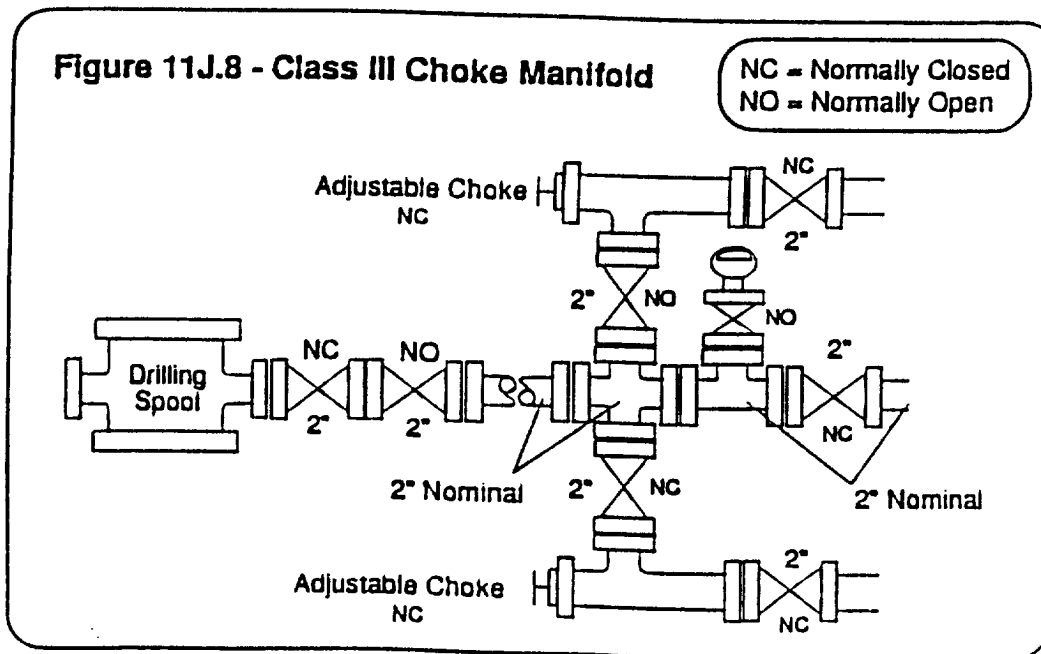 Figure 11J.8 - Class III Choke Manifold
NC = Normally Closed
NO = Normally Open
Adjustable Choke
NC
NC
2"
2"
NO
NO
Drilling
Spool
NC
2"
NO
2"
2"
NC
2" Nominal
2"
NC
2" Nominal
Adjustable Choke
NC
2"
NC